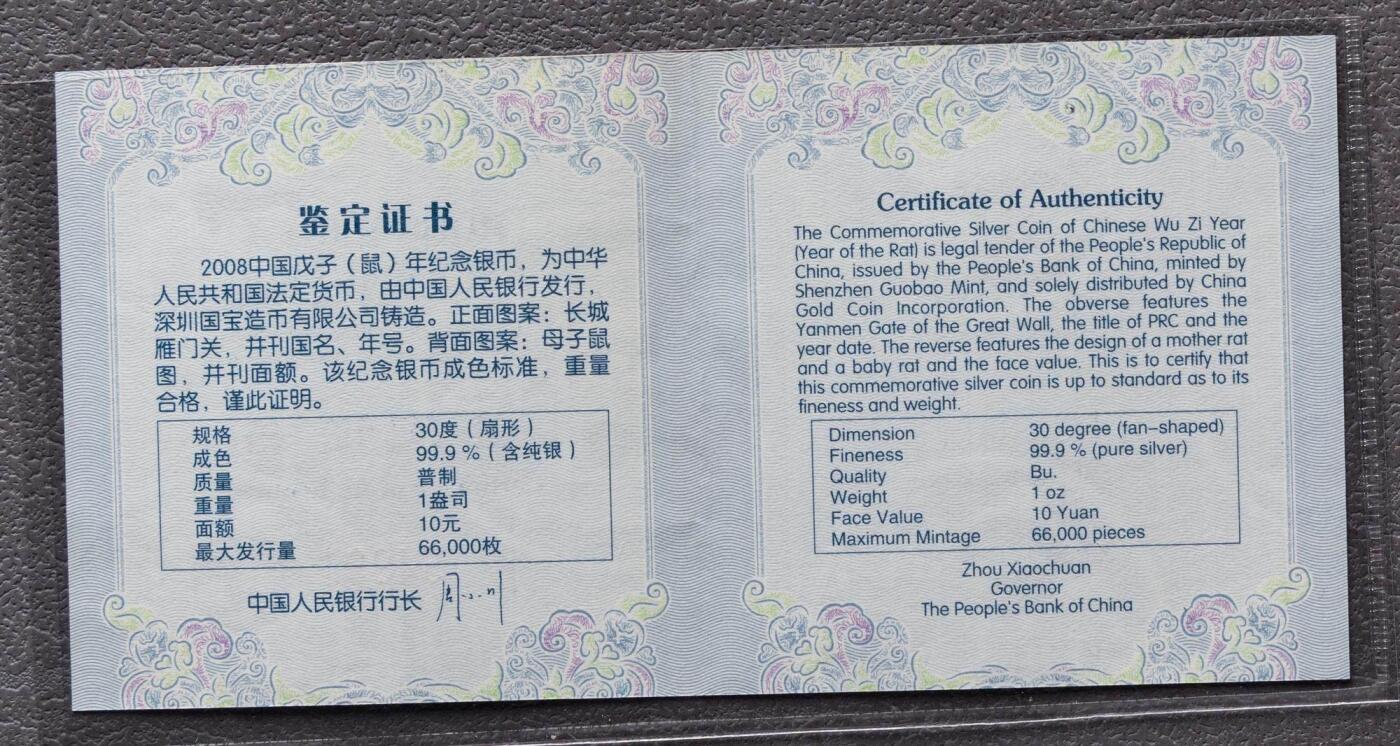 鉴定证书
2008中国戊子（鼠）年纪念银币，为中华
人民共和国法定货币，由中国人民银行发行，
深圳国宝造币有限公司铸造。正面图案：长城
雁门关，并刊国名、年号。背面图案：母子鼠
图，并刊面额。该纪念银币成色标准，重量
合格，谨此证明。
规格 30度（扇形）
成色 99.9％（含纯银）
质量 普制
重量 1盎司
面额 10元
最大发行量 66,000枚
中国人民银行行长 周小川
Certificate of Authenticity
The Commemorative Silver Coin of Chinese Wu Zi Year
(Year of the Rat) is legal tender of the People's Republic of
China, issued by the People's Bank of China, minted by
Shenzhen Guobao Mint, and solely distributed by China
Gold Coin Incorporation. The obverse features the
Yanmen Gate of the Great Wall, the title of PRC and the
year date. The reverse features the design of a mother rat
and a baby rat and the face value. This is to certify that
this commemorative silver coin is up to standard as to its
fineness and weight.
Dimension 30 degree (fan-shaped)
Fineness 99.9 % (pure silver)
Quality Bu.
Weight 1 oz
Face Value 10 Yuan
Maximum Mintage 66,000 pieces
Zhou Xiaochuan
Governor
The People's Bank of China